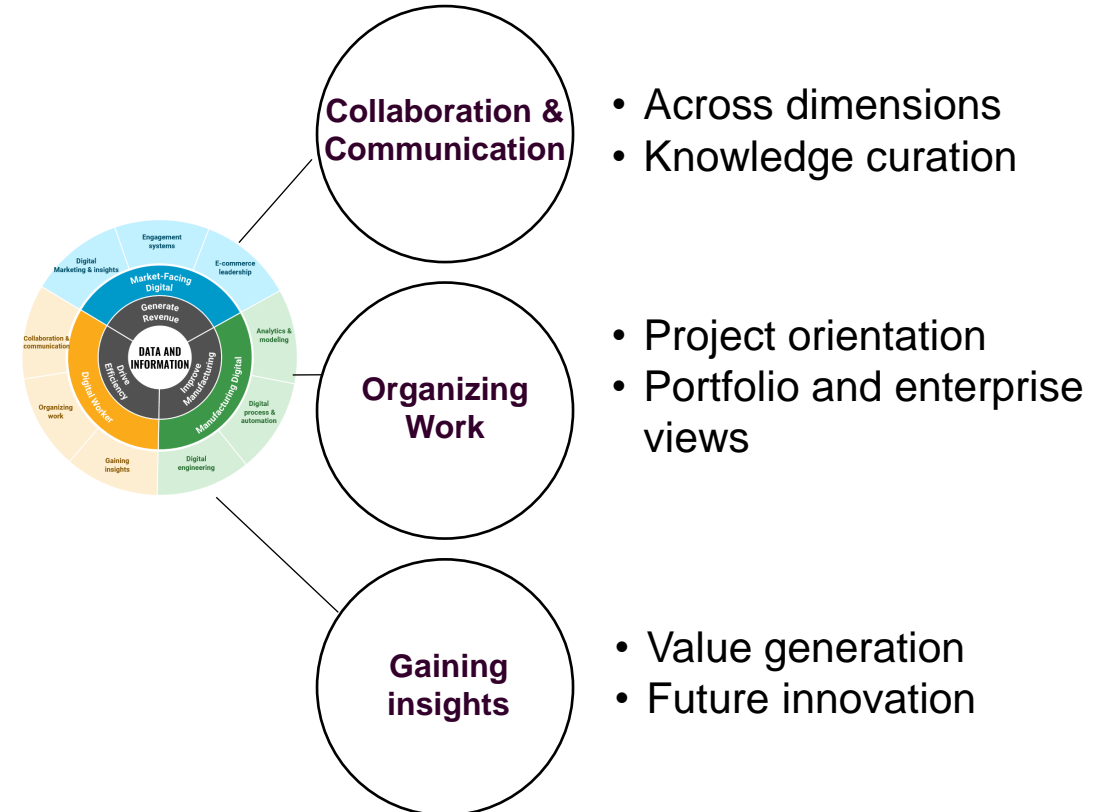 Collaboration &
Communication
• Across dimensions
• Knowledge curation
Engagement
systems
Digital
Marketing & insights
E-commerce
leadership
Market-Facing
Digital
Generate
Revenue
Collaboration &
communication
Analytics &
modeling
DATA AND
INFORMATION
Drive
Efficiency
Improve
Manufacturing
Digital Worker
Manufacturing Digital
Organizing
work
Digital
process &
automation
Gaining
insights
Digital
engineering
Organizing
Work
• Project orientation
• Portfolio and enterprise
views
Gaining
insights
• Value generation
• Future innovation